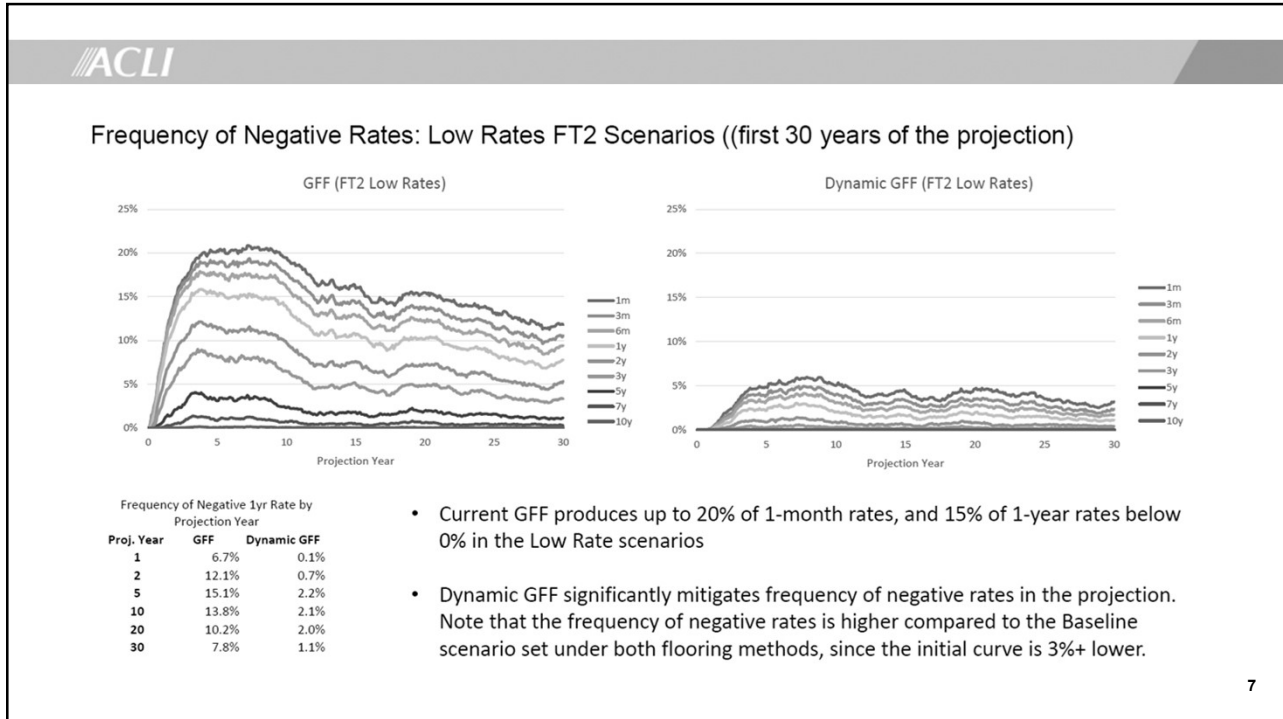 ACLI
Frequency of Negative Rates: Low Rates FT2 Scenarios ((first 30 years of the projection)
GFF (FT2 Low Rates)
25%
20%
15%
10%
5%
0%
0 5 10 15 20 25 30
Projection Year
1m
3m
6m
1y
2y
3y
5y
7y
10y
Dynamic GFF (FT2 Low Rates)
25%
20%
15%
10%
5%
0%
0 5 10 15 20 25 30
Projection Year
1m
3m
6m
1y
2y
3y
5y
7y
10y
Frequency of Negative 1yr Rate by
Projection Year
Proj. Year GFF Dynamic GFF
1 6.7% 0.1%
2 12.1% 0.7%
5 15.1% 2.2%
10 13.8% 2.1%
20 10.2% 2.0%
30 7.8% 1.1%
• Current GFF produces up to 20% of 1-month rates, and 15% of 1-year rates below
0% in the Low Rate scenarios
• Dynamic GFF significantly mitigates frequency of negative rates in the projection.
Note that the frequency of negative rates is higher compared to the Baseline
scenario set under both flooring methods, since the initial curve is 3%+ lower.
7